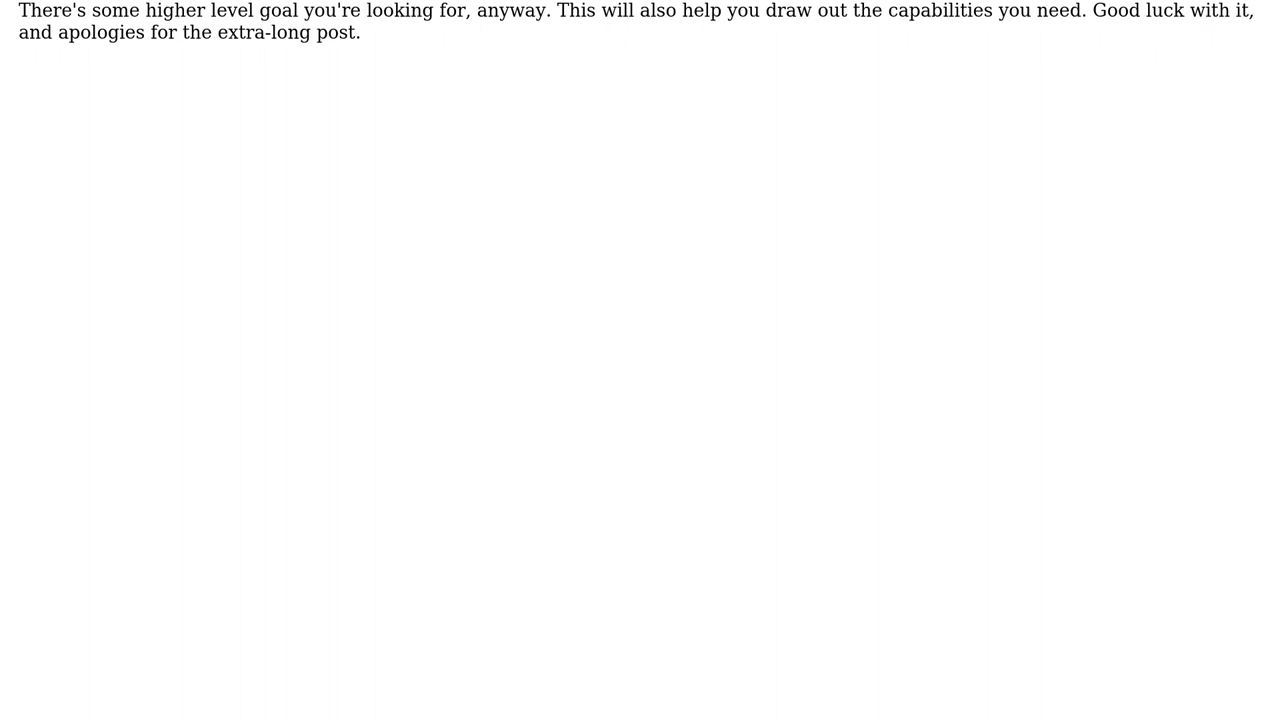 There's some higher level goal you're looking for, anyway. This will also help you draw out the capabilities you need. Good luck with it,
and apologies for the extra-long post.